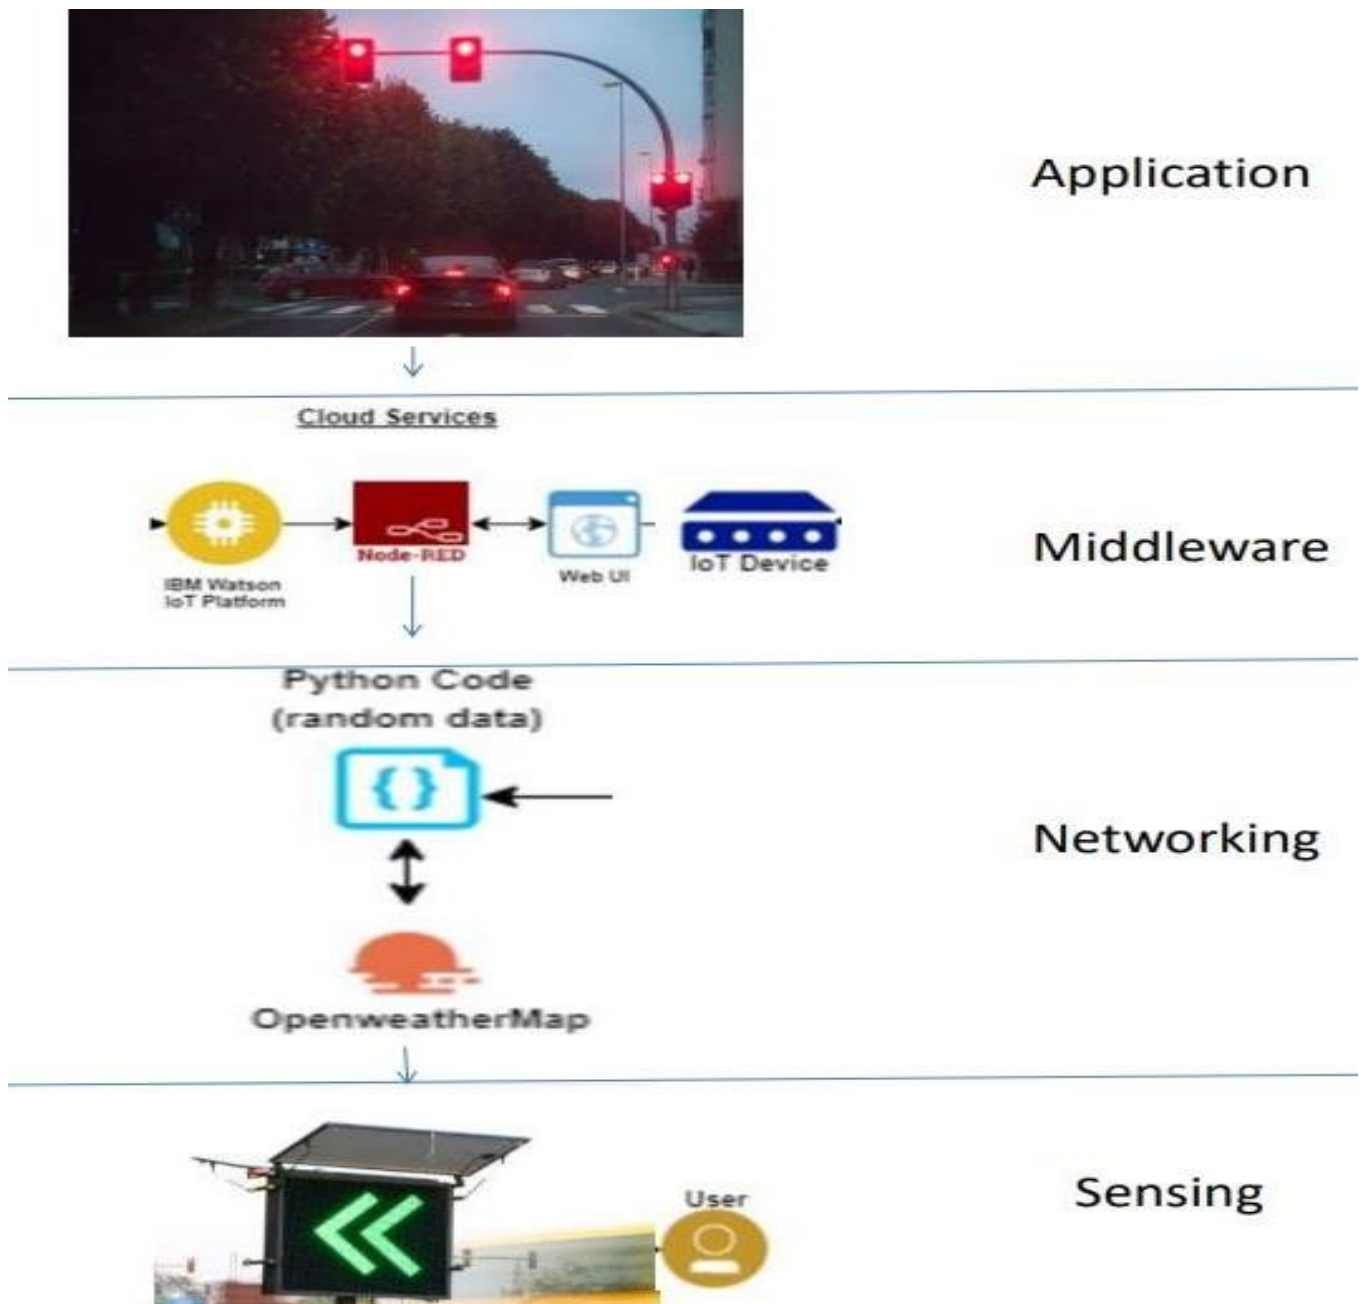 Application
Cloud Services
IBM Watson
IoT Platform
Node-RED
Web UI
IoT Device
Middleware
Python Code
(random data)
{}
Networking
OpenweatherMap
Sensing
User